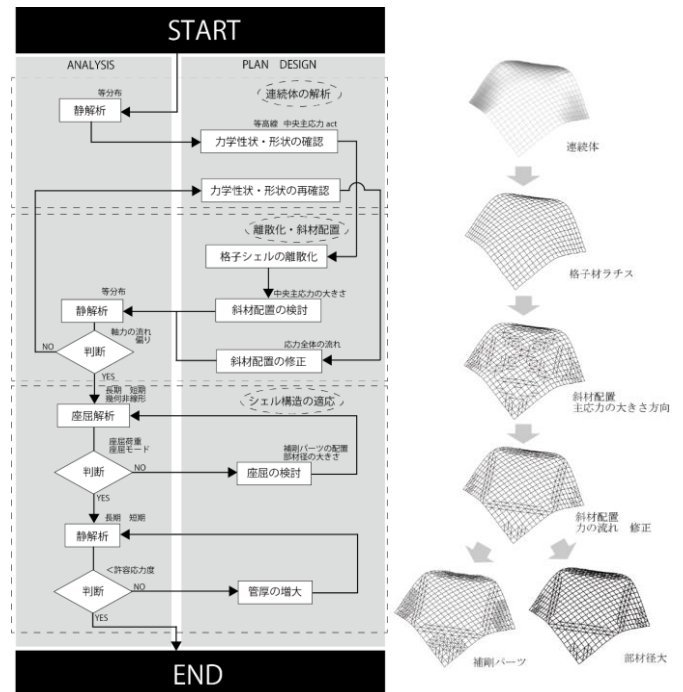 START
ANALYSIS
PLAN DESIGN
連続体の解析
等分布
静解析
等高線 中央主応力 act
力学性状・形状の確認
力学性状・形状の再確認
離散化・斜材配置
格子シェルの離散化
中央主応力の大きさ
等分布
静解析
斜材配置の検討
軸力の流れ
偏り
NO
判断
応力全体の流れ
斜材配置の修正
YES
長期 短期
幾何非線形
シェル構造の適応
座屈解析
座屈荷重
座屈モード
補剛パーツの配置
部材径の大きさ
判断
NO
座屈の検討
YES
長期 短期
静解析
<許容応力度
判断
NO
管厚の増大
YES
END
連続体
格子材ラチス
斜材配置
主応力の大きさ方向
斜材配置
力の流れ 修正
補剛パーツ
部材径大